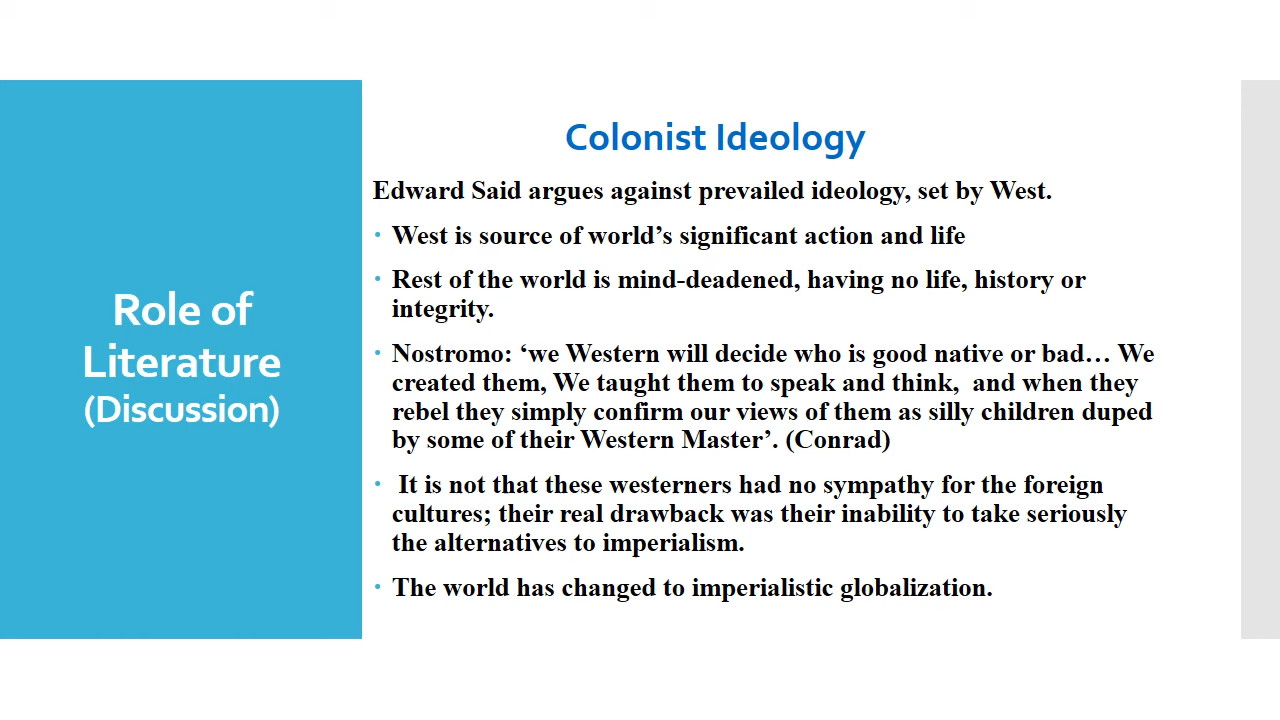 Role of
Literature
(Discussion)
Colonist Ideology
Edward Said argues against prevailed ideology, set by West.
• West is source of world’s significant action and life
• Rest of the world is mind-deadened, having no life, history or
integrity.
• Nostromo: ‘we Western will decide who is good native or bad… We
created them, We taught them to speak and think,  and when they
rebel they simply confirm our views of them as silly children duped
by some of their Western Master’. (Conrad)
• It is not that these westerners had no sympathy for the foreign
cultures; their real drawback was their inability to take seriously
the alternatives to imperialism.
• The world has changed to imperialistic globalization.